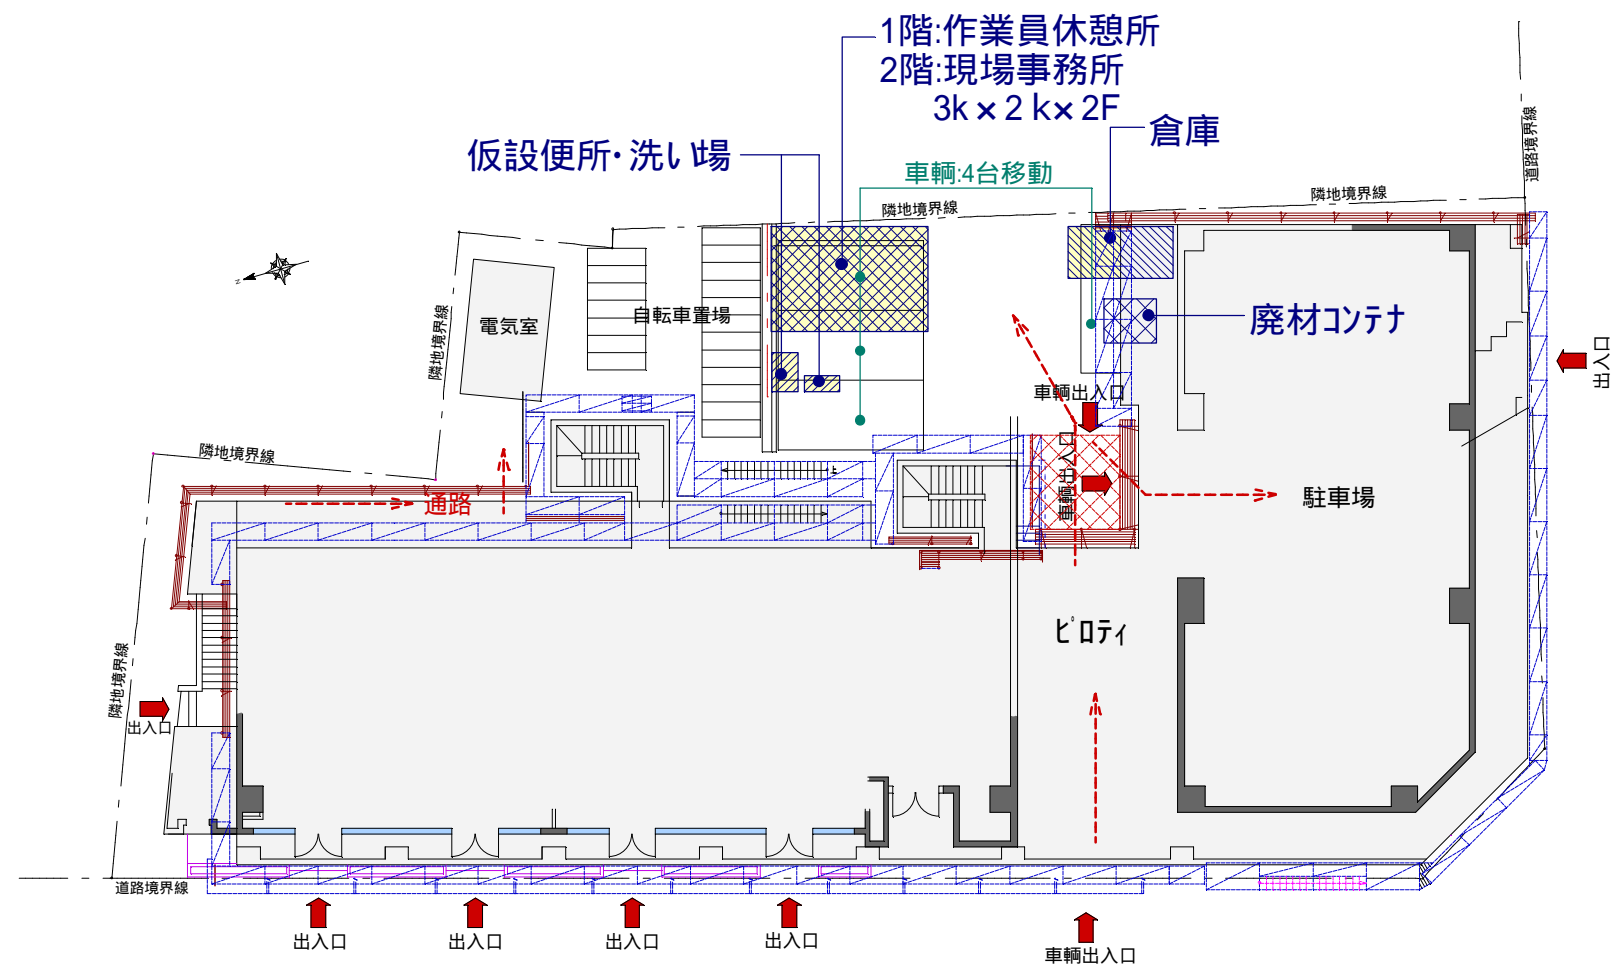 1階:作業員休憩所
2階:現場事務所
3k×2k×2F
倉庫
仮設便所・洗い場
車輌:4台移動
道路境界線
隣地境界線
隣地境界線
隣地境界線
電気室
自転車置場
廃材コンテナ
出入口
車輌出入口
車輌出入口
隣地境界線
通路
駐車場
ピロティ
隣地境界線
出入口
道路境界線
出入口
出入口
出入口
出入口
車輌出入口
N
上